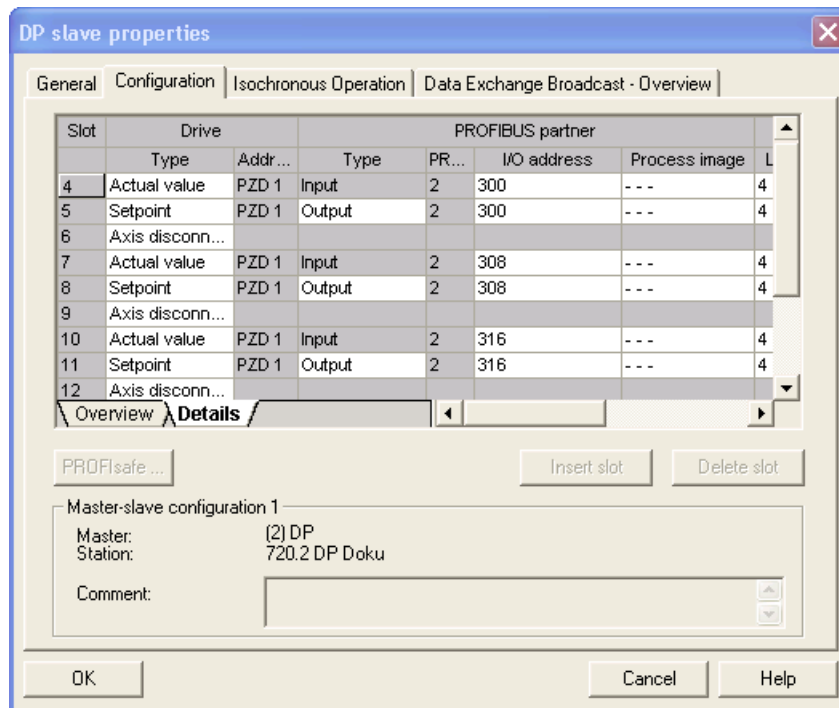 DP slave properties
General Configuration Isochronous Operation Data Exchange Broadcast - Overview
Slot Drive PROFIBUS partner
Type Addr... Type PR... I/O address Process image L
4 Actual value PZD 1 Input 2 300 - - - 4
5 Setpoint PZD 1 Output 2 300 - - - 4
6 Axis disconn...
7 Actual value PZD 1 Input 2 308 - - - 4
8 Setpoint PZD 1 Output 2 308 - - - 4
9 Axis disconn...
10 Actual value PZD 1 Input 2 316 - - - 4
11 Setpoint PZD 1 Output 2 316 - - - 4
12 Axis disconn...
Overview Details
PROFIsafe ... Insert slot Delete slot
Master-slave configuration 1
Master: (2) DP
Station: 720.2 DP Doku
Comment:
OK Cancel Help